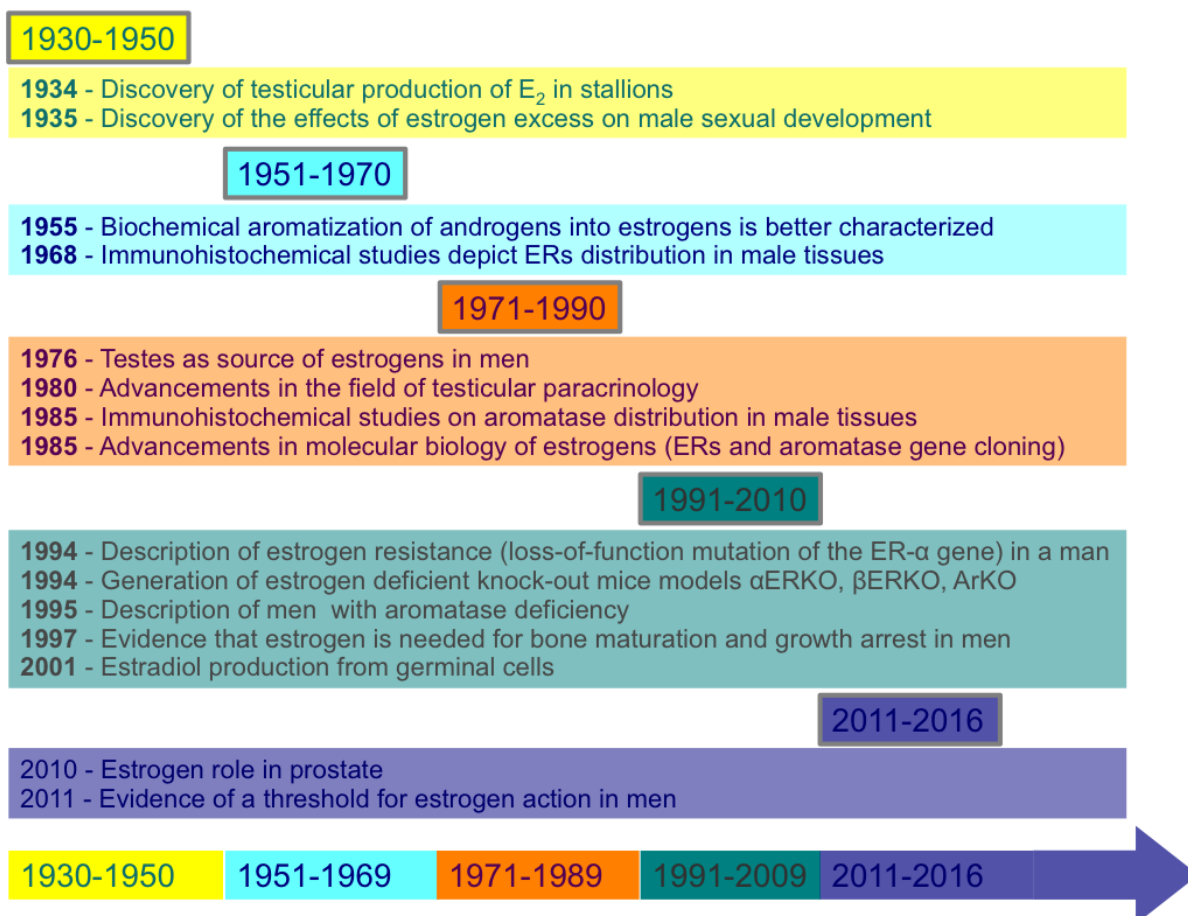 1930-1950
1934 - Discovery of testicular production of E₂ in stallions
1935 - Discovery of the effects of estrogen excess on male sexual development
1951-1970
1955 - Biochemical aromatization of androgens into estrogens is better characterized
1968 - Immunohistochemical studies depict ERs distribution in male tissues
1971-1990
1976 - Testes as source of estrogens in men
1980 - Advancements in the field of testicular paracrinology
1985 - Immunohistochemical studies on aromatase distribution in male tissues
1985 - Advancements in molecular biology of estrogens (ERs and aromatase gene cloning)
1991-2010
1994 - Description of estrogen resistance (loss-of-function mutation of the ER-α gene) in a man
1994 - Generation of estrogen deficient knock-out mice models αERKO, βERKO, ArKO
1995 - Description of men with aromatase deficiency
1997 - Evidence that estrogen is needed for bone maturation and growth arrest in men
2001 - Estradiol production from germinal cells
2011-2016
2010 - Estrogen role in prostate
2011 - Evidence of a threshold for estrogen action in men
1930-1950 1951-1969 1971-1989 1991-2009 2011-2016